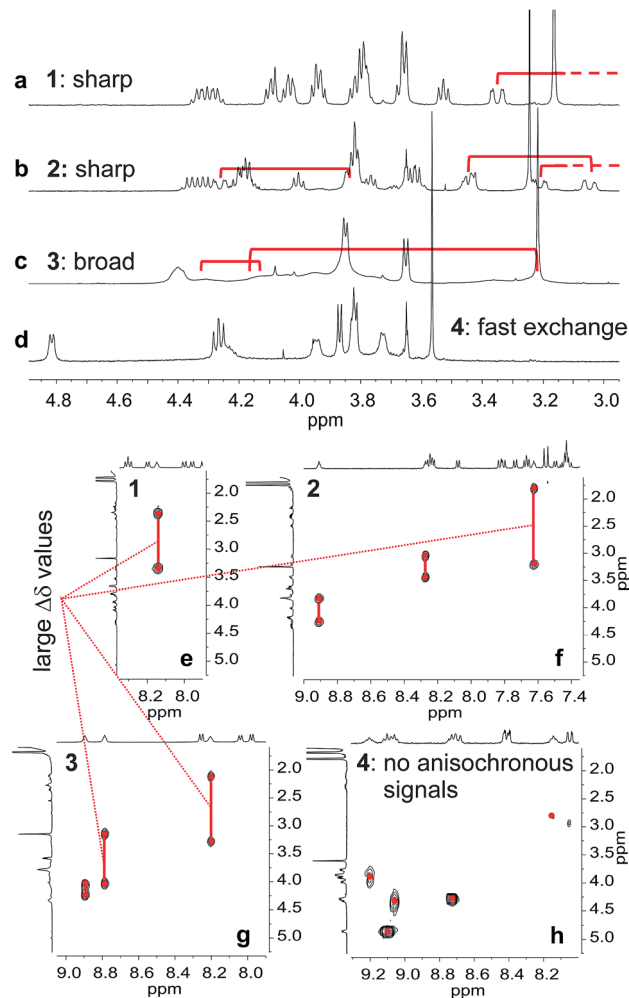 a 1: sharp
b 2: sharp
c 3: broad
d 4: fast exchange
4.8 4.6 4.4 4.2 4.0 3.8 3.6 3.4 3.2 3.0
ppm
1
2.0
2.5
3.0
3.5
4.0
4.5
5.0
ppm
e
8.2 8.0
ppm
2
2.0
2.5
3.0
3.5
4.0
4.5
5.0
ppm
f
9.0 8.8 8.6 8.4 8.2 8.0 7.8 7.6 7.4
ppm
large Δδ values
3
2.0
2.5
3.0
3.5
4.0
4.5
5.0
ppm
g
9.0 8.8 8.6 8.4 8.2 8.0
ppm
4: no anisochronous
signals
2.0
2.5
3.0
3.5
4.0
4.5
5.0
ppm
h
9.2 9.0 8.8 8.6 8.4 8.2
ppm